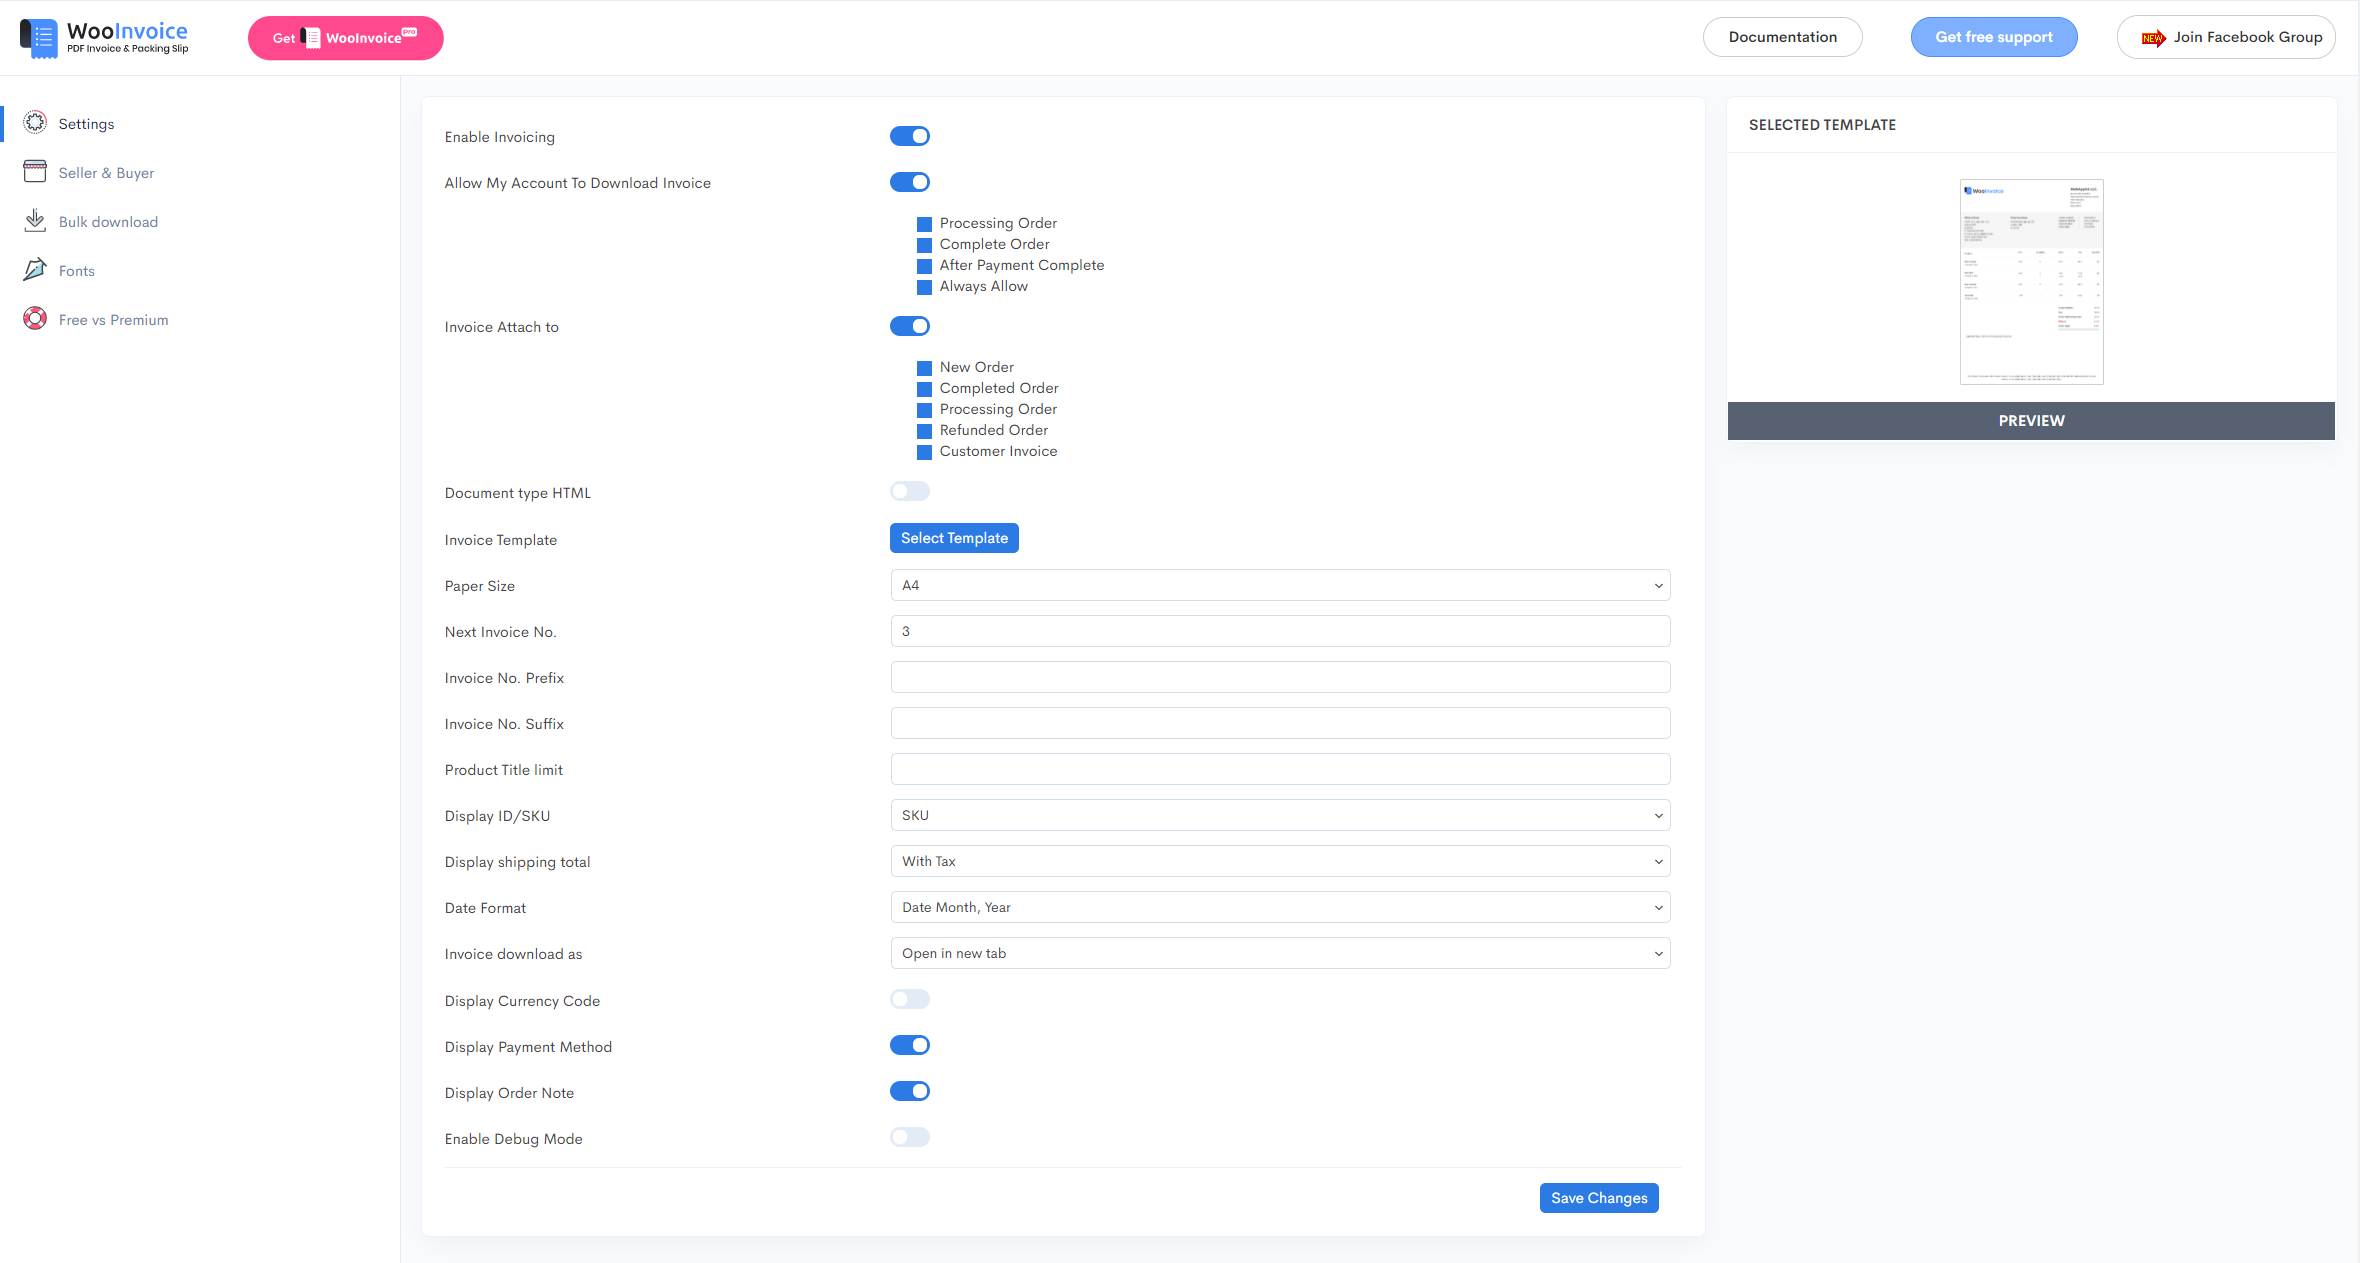 WooInvoice
PDF Invoice & Packing Slip
Get WooInvoice Pro
Documentation
Get free support
NEW Join Facebook Group
Settings
Seller & Buyer
Bulk download
Fonts
Free vs Premium
Enable Invoicing
Allow My Account To Download Invoice
Processing Order
Complete Order
After Payment Complete
Always Allow
Invoice Attach to
New Order
Completed Order
Processing Order
Refunded Order
Customer Invoice
Document type HTML
Invoice Template
Select Template
Paper Size
A4
Next Invoice No.
3
Invoice No. Prefix
Invoice No. Suffix
Product Title limit
Display ID/SKU
SKU
Display shipping total
With Tax
Date Format
Date Month, Year
Invoice download as
Open in new tab
Display Currency Code
Display Payment Method
Display Order Note
Enable Debug Mode
Save Changes
SELECTED TEMPLATE
WooInvoice
PREVIEW